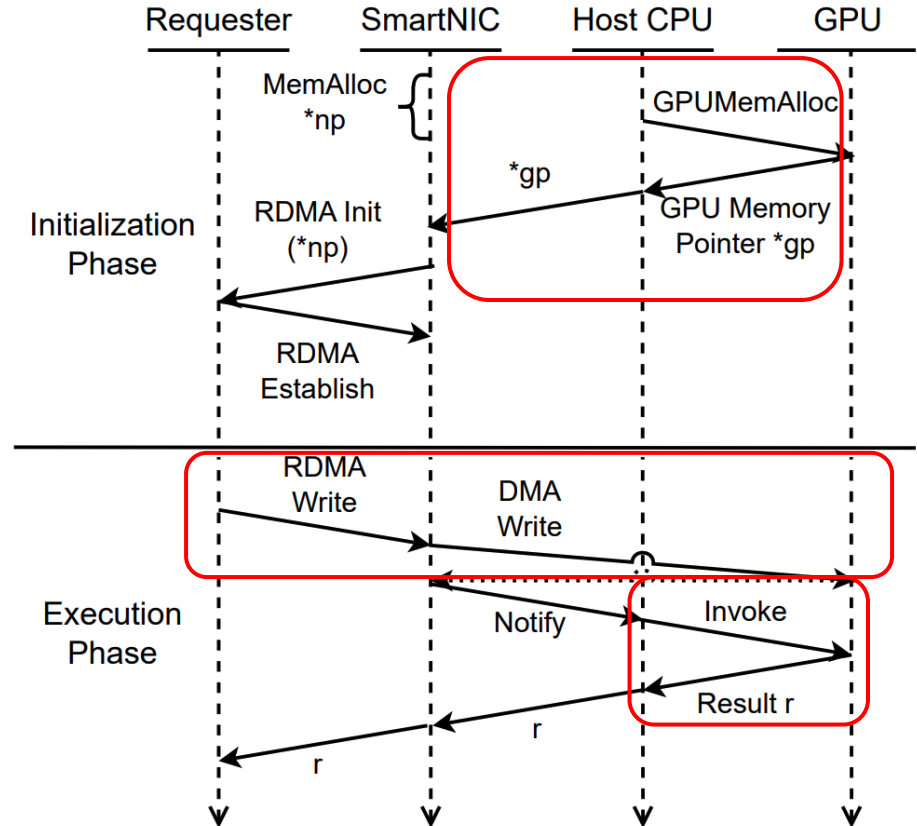 Requester
SmartNIC
Host CPU
GPU
MemAlloc
*np
GPUMemAlloc
*gp
GPU Memory
Pointer *gp
Initialization
Phase
RDMA Init
(*np)
RDMA
Establish
RDMA
Write
DMA
Write
Execution
Phase
Notify
Invoke
Result r
r
r